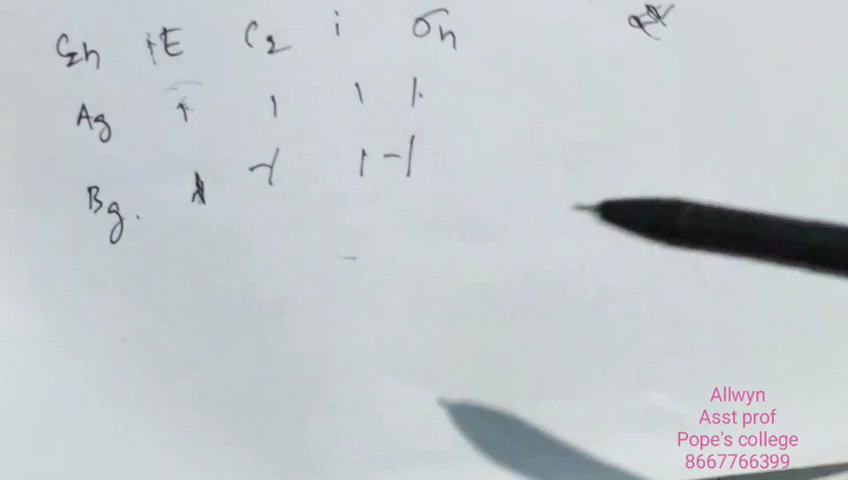 C2h E C2 i σh
Ag 1 1 1 1
Bg. 1 -1 1 -1
Allwyn
Asst prof
Pope's college
8667766399